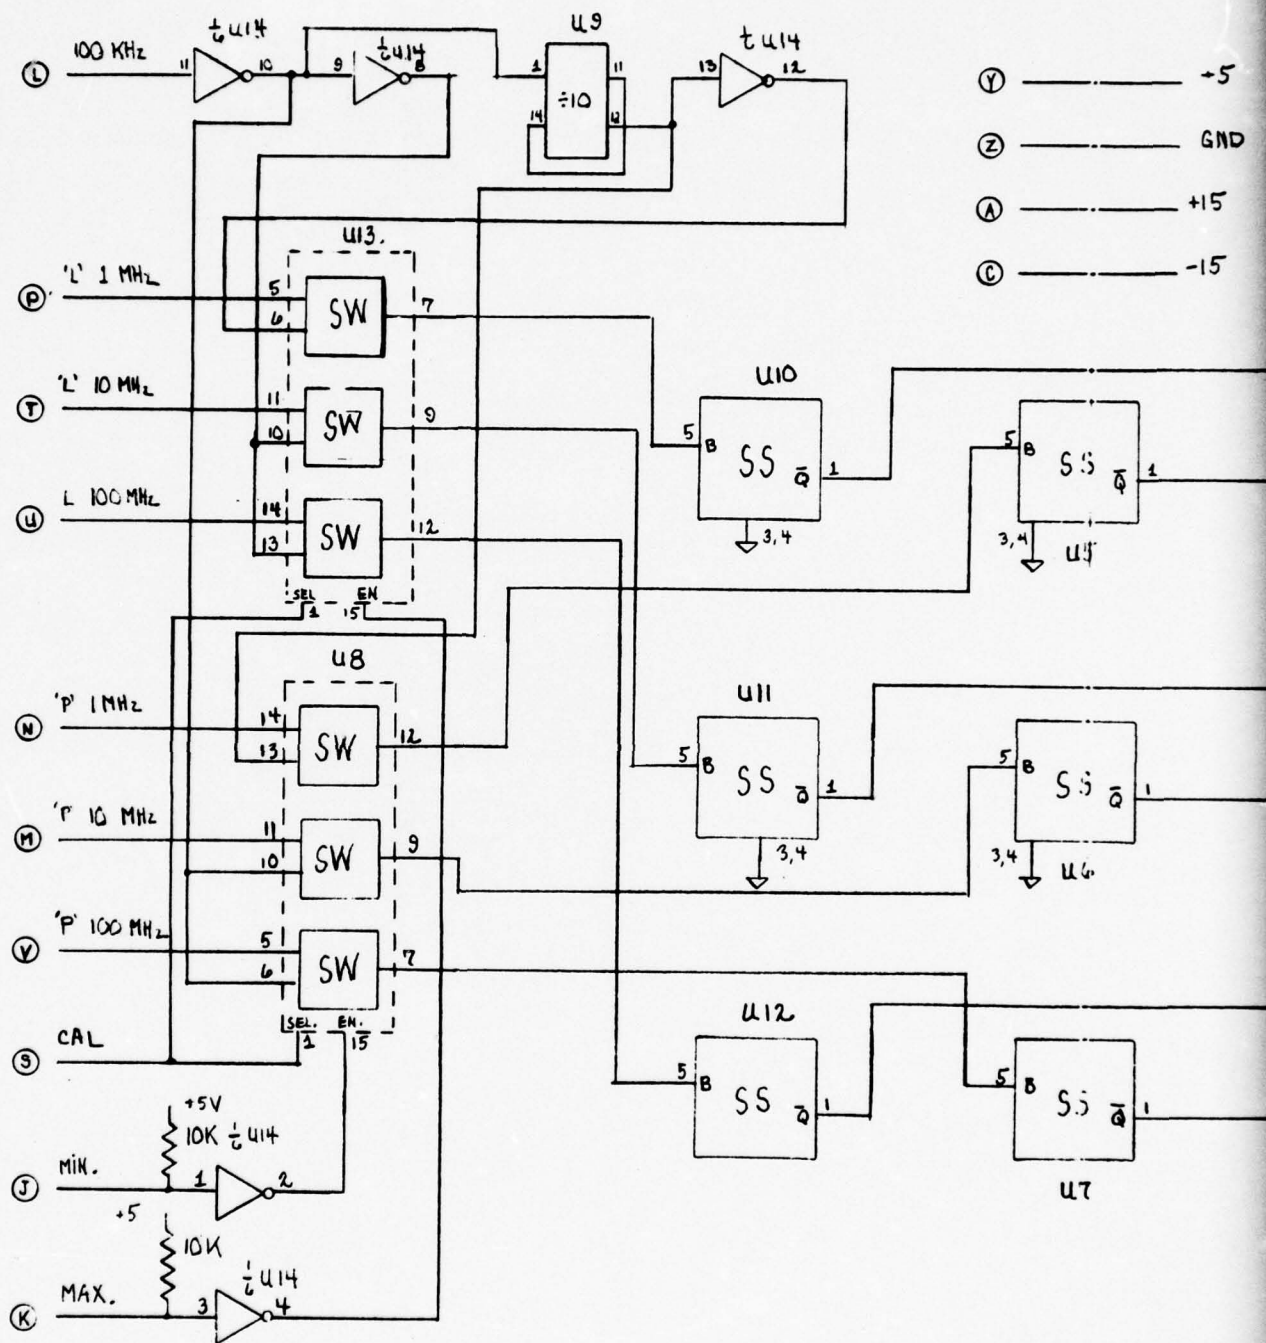 1/6 U14
1/6 U14
U9
t U14
L 100 KHz 11 10 9 8 1 ÷10 11 14 12 13 12
Y +5
Z GND
A +15
C -15
U13.
P 'L' 1 MHz 5 6 SW 7
T 'L' 10 MHz 11 10 SW 9
U L 100 MHz 14 13 SW 12
SEL 1 EN 15
U10
5 B SS Q̅ 1
3,4
5 B SS Q̅ 1
3,4
U8
N 'P' 1MHz 14 13 SW 12
M 'P' 10 MHz 11 10 SW 9
V 'P' 100 MHz 5 6 SW 7
SEL. 1 EN. 15
U11
5 B SS Q̅ 1
3,4
5 B SS Q̅ 1
3,4 U6
S CAL
U12
5 B SS Q̅ 1
5 B SS Q̅ 1
U7
+5V
10K 1/6 U14
J MIN. 1 2
+5
10K
1/6 U14
K MAX. 3 4